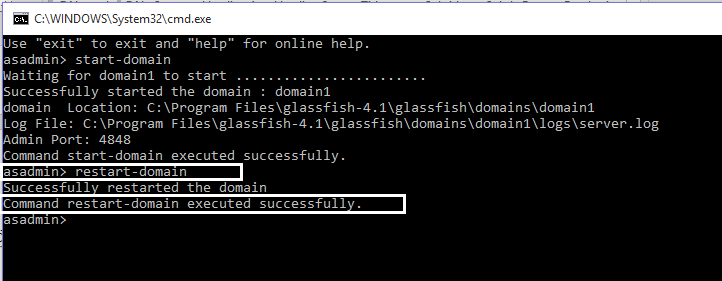 C:\WINDOWS\System32\cmd.exe
Use "exit" to exit and "help" for online help.
asadmin> start-domain
Waiting for domain1 to start ........................
Successfully started the domain : domain1
domain  Location: C:\Program Files\glassfish-4.1\glassfish\domains\domain1
Log File: C:\Program Files\glassfish-4.1\glassfish\domains\domain1\logs\server.log
Admin Port: 4848
Command start-domain executed successfully.
asadmin> restart-domain
Successfully restarted the domain
Command restart-domain executed successfully.
asadmin>